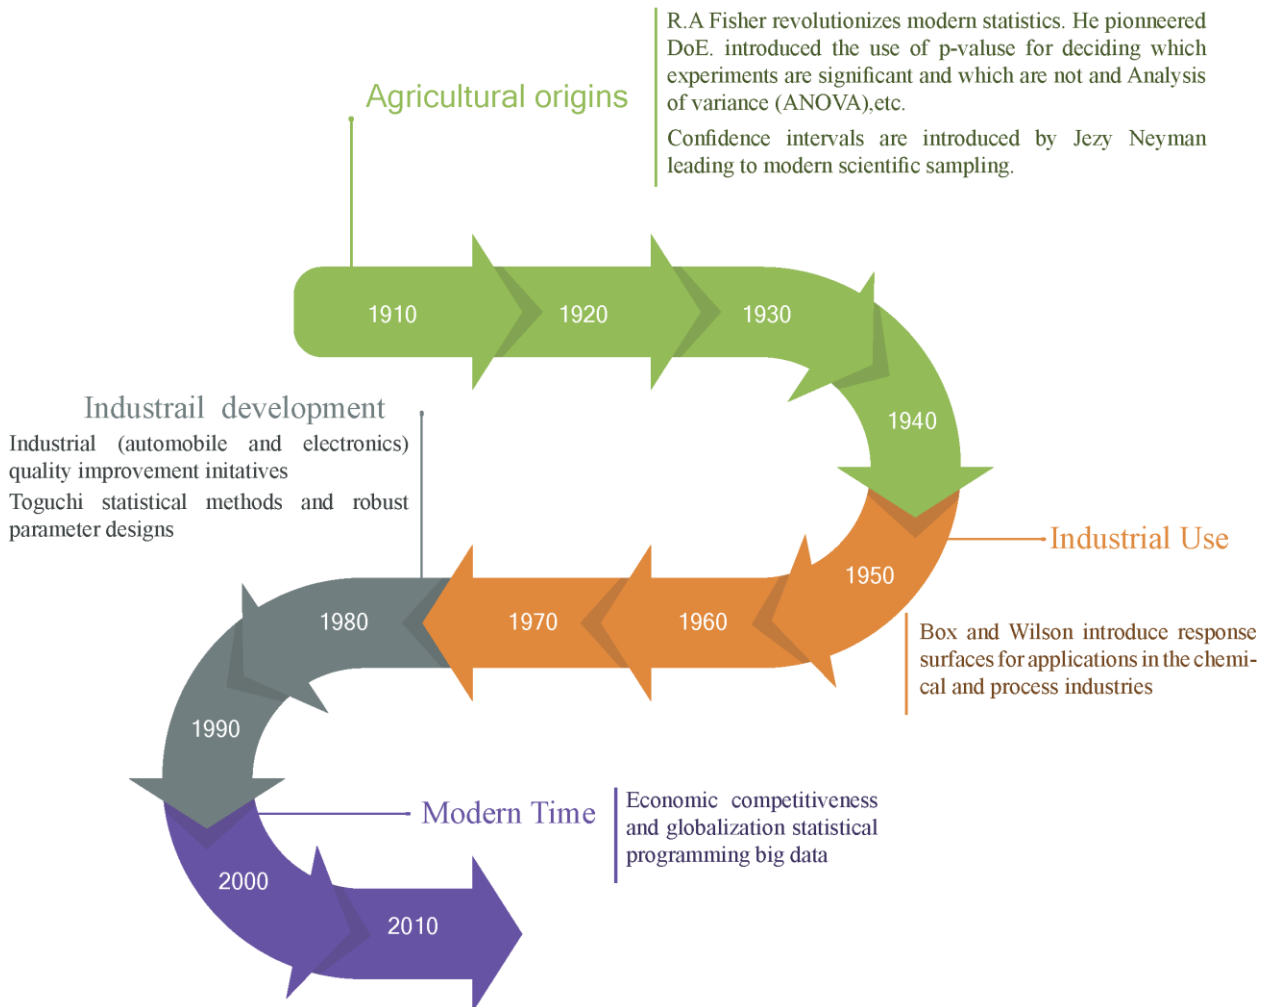 Agricultural origins
R.A Fisher revolutionizes modern statistics. He pionneered
DoE. introduced the use of p-valuse for deciding which
experiments are significant and which are not and Analysis
of variance (ANOVA),etc.
Confidence intervals are introduced by Jezy Neyman
leading to modern scientific sampling.
1910
1920
1930
1940
Industrail development
Industrial (automobile and electronics)
quality improvement initatives
Toguchi statistical methods and robust
parameter designs
Industrial Use
1950
1960
1970
1980
Box and Wilson introduce response
surfaces for applications in the chemi-
cal and process industries
1990
Modern Time
Economic competitiveness
and globalization statistical
programming big data
2000
2010